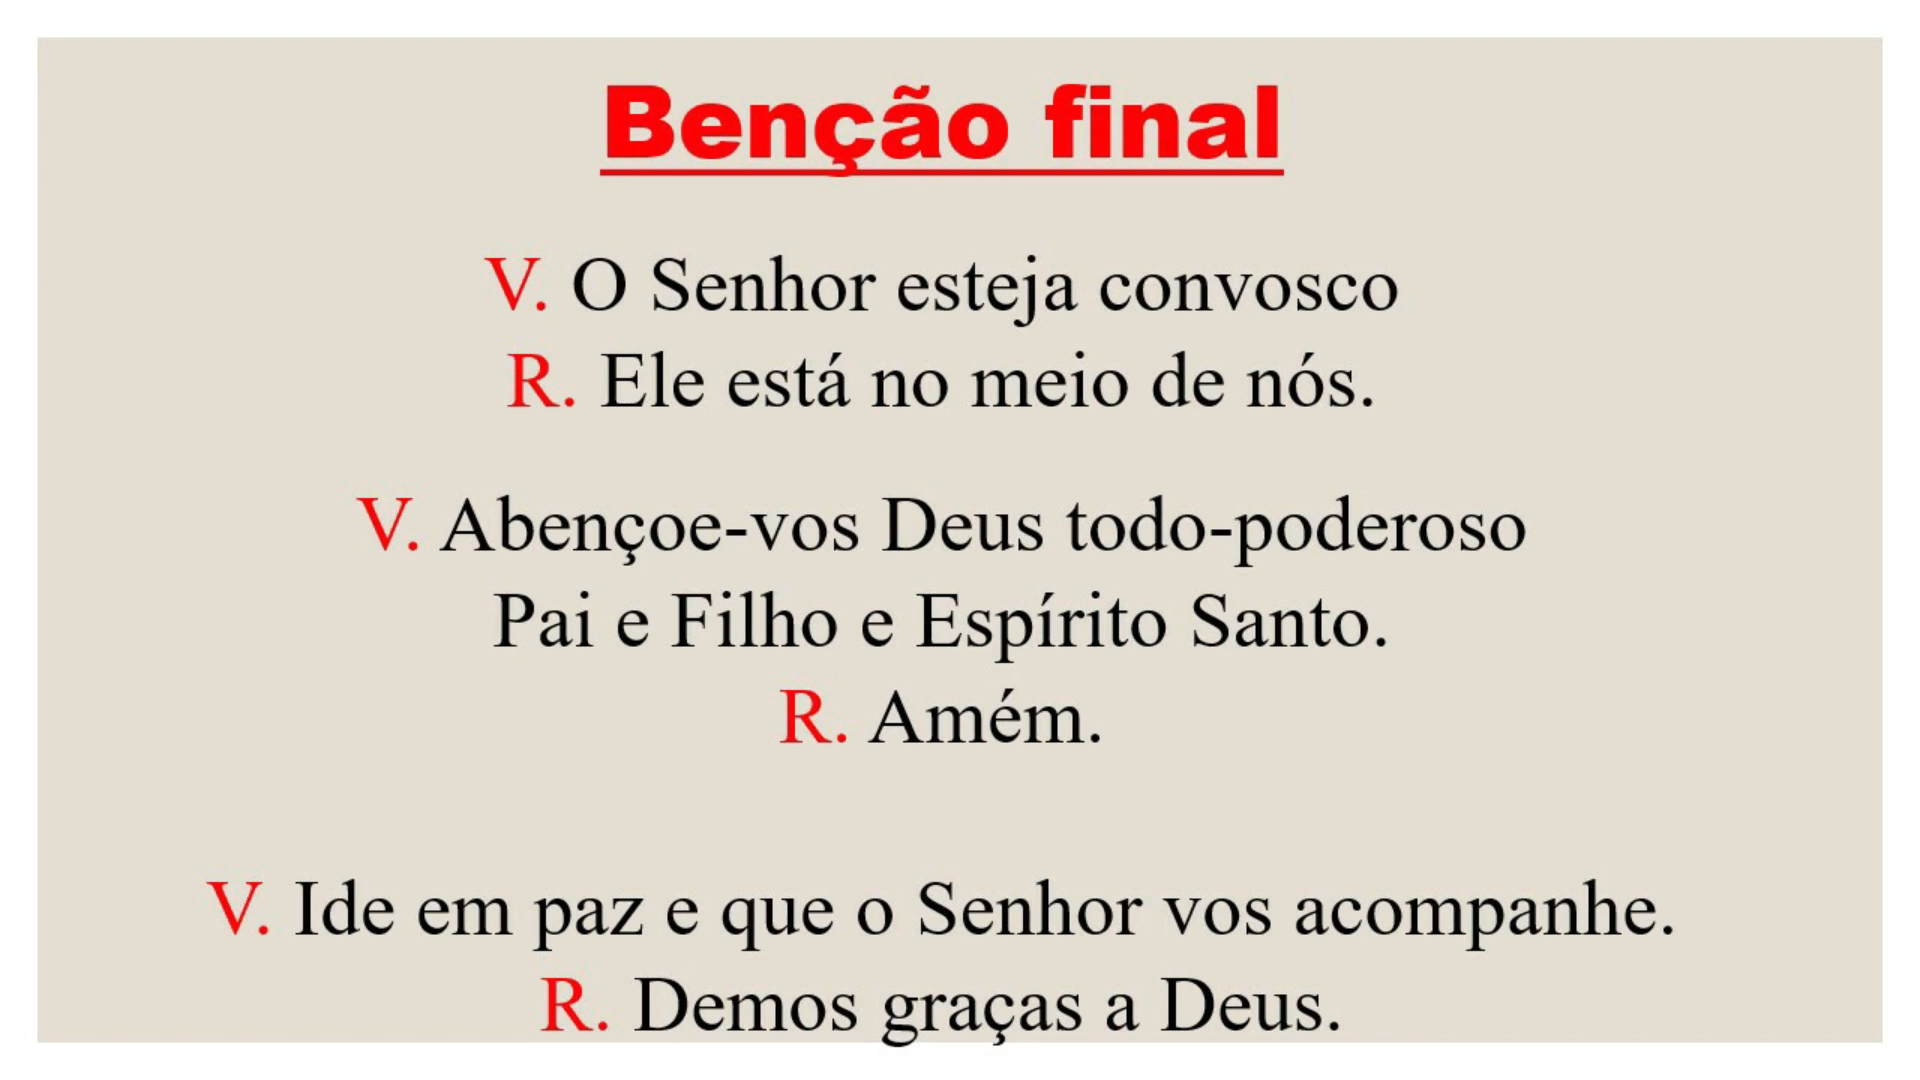 Benção final
V. O Senhor esteja convosco
R. Ele está no meio de nós.
V. Abençoe-vos Deus todo-poderoso
Pai e Filho e Espírito Santo.
R. Amém.
V. Ide em paz e que o Senhor vos acompanhe.
R. Demos graças a Deus.